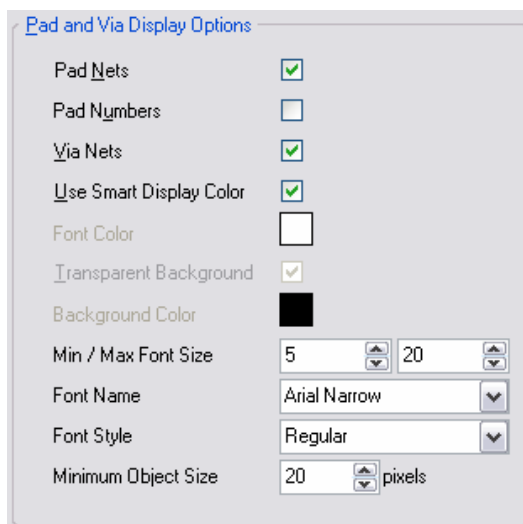 Pad and Via Display Options
Pad Nets
Pad Numbers
Via Nets
Use Smart Display Color
Font Color
Transparent Background
Background Color
Min / Max Font Size 5 20
Font Name Arial Narrow
Font Style Regular
Minimum Object Size 20 pixels